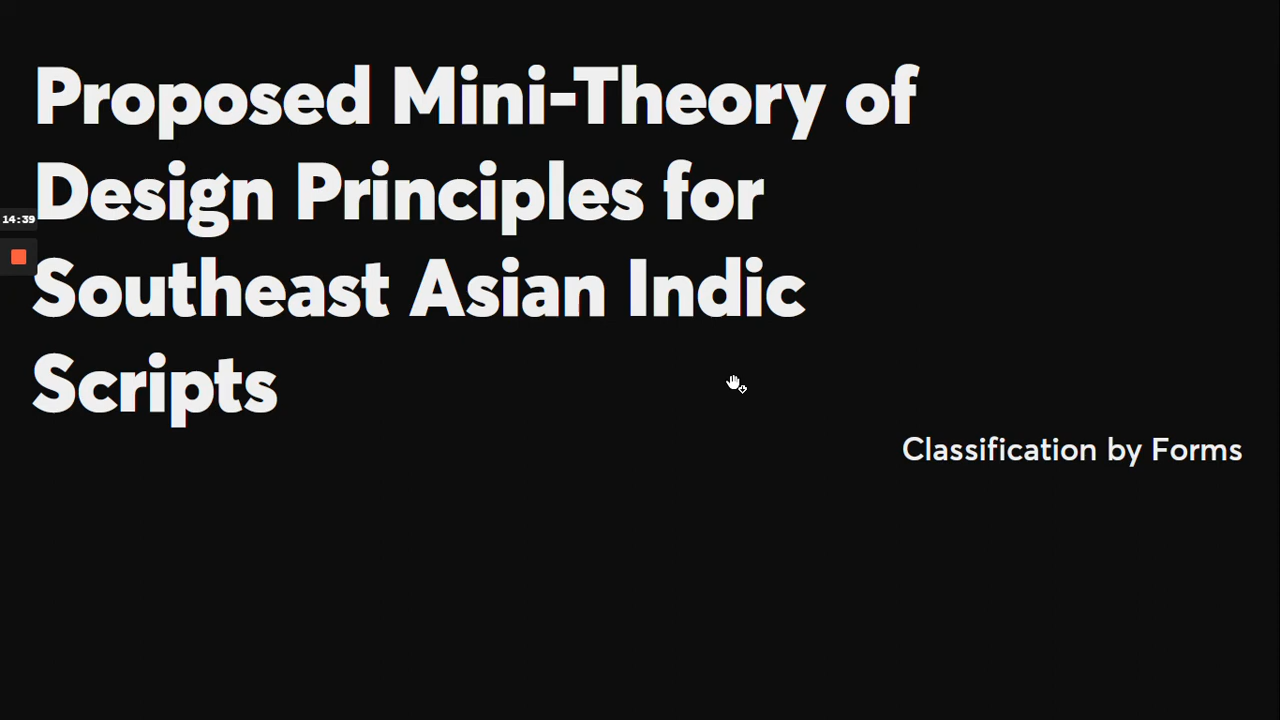 Proposed Mini-Theory of
Design Principles for
14:39
Southeast Asian Indic
Scripts
Classification by Forms